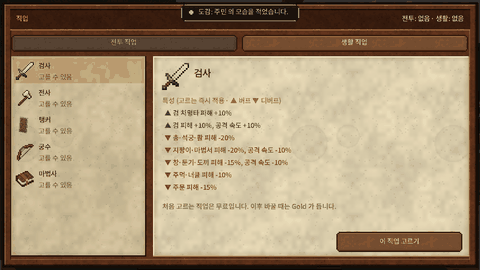 도감: 주민 의 모습을 적었습니다.
직업
전투: 없음 · 생활: 없음
전투 직업
생활 직업
검사
고를 수 있음
전사
고를 수 있음
탱커
고를 수 있음
궁수
고를 수 있음
마법사
고를 수 있음
검사
특성 (고르는 즉시 적용 · ▲ 버프 ▼ 디버프)
▲ 검 치명타 피해 +10%
▲ 검 피해 +10%, 공격 속도 +10%
▼ 총·석궁·활 피해 -20%
▼ 지팡이·마법서 피해 -20%, 공격 속도 -10%
▼ 창·둔기·도끼 피해 -15%, 공격 속도 -10%
▼ 주먹·너클 피해 -10%
▼ 주문 피해 -15%
처음 고르는 직업은 무료입니다. 이후 바꿀 때는 Gold 가 듭니다.
이 직업 고르기